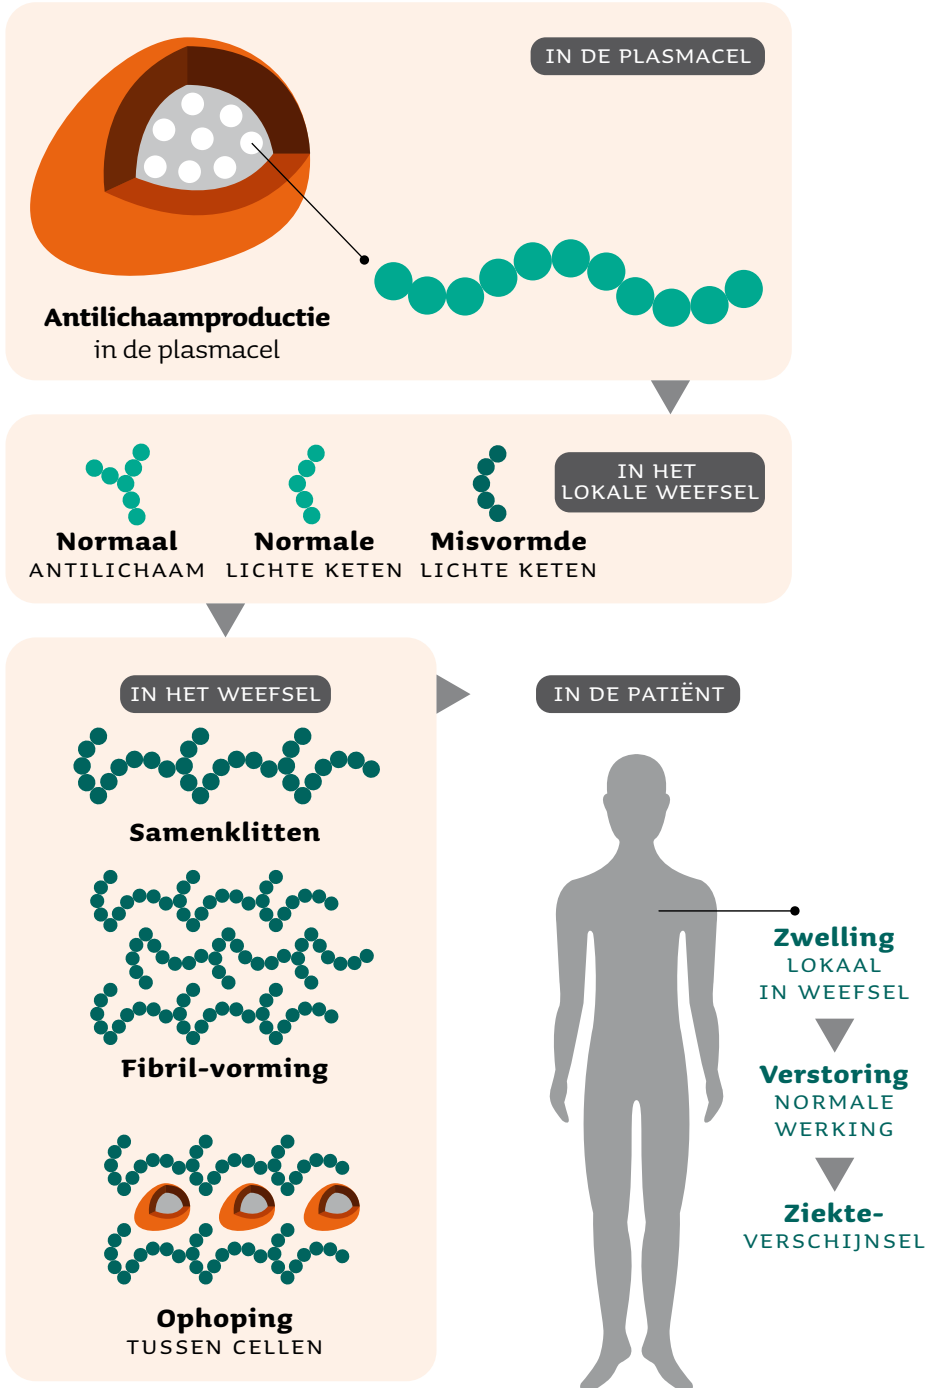 IN DE PLASMACEL
Antilichaamproductie
in de plasmacel
IN HET
LOKALE WEEFSEL
Normaal
ANTILICHAAM
Normale
LICHTE KETEN
Misvormde
LICHTE KETEN
IN HET WEEFSEL
Samenklitten
Fibril-vorming
Ophoping
TUSSEN CELLEN
IN DE PATIËNT
Zwelling
LOKAAL
IN WEEFSEL
Verstoring
NORMALE
WERKING
Ziekte-
VERSCHIJNSEL